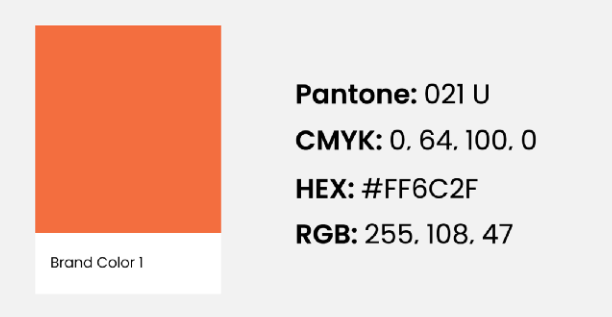 Pantone: 021 U
CMYK: 0, 64, 100, 0
HEX: #FF6C2F
RGB: 255, 108, 47
Brand Color 1